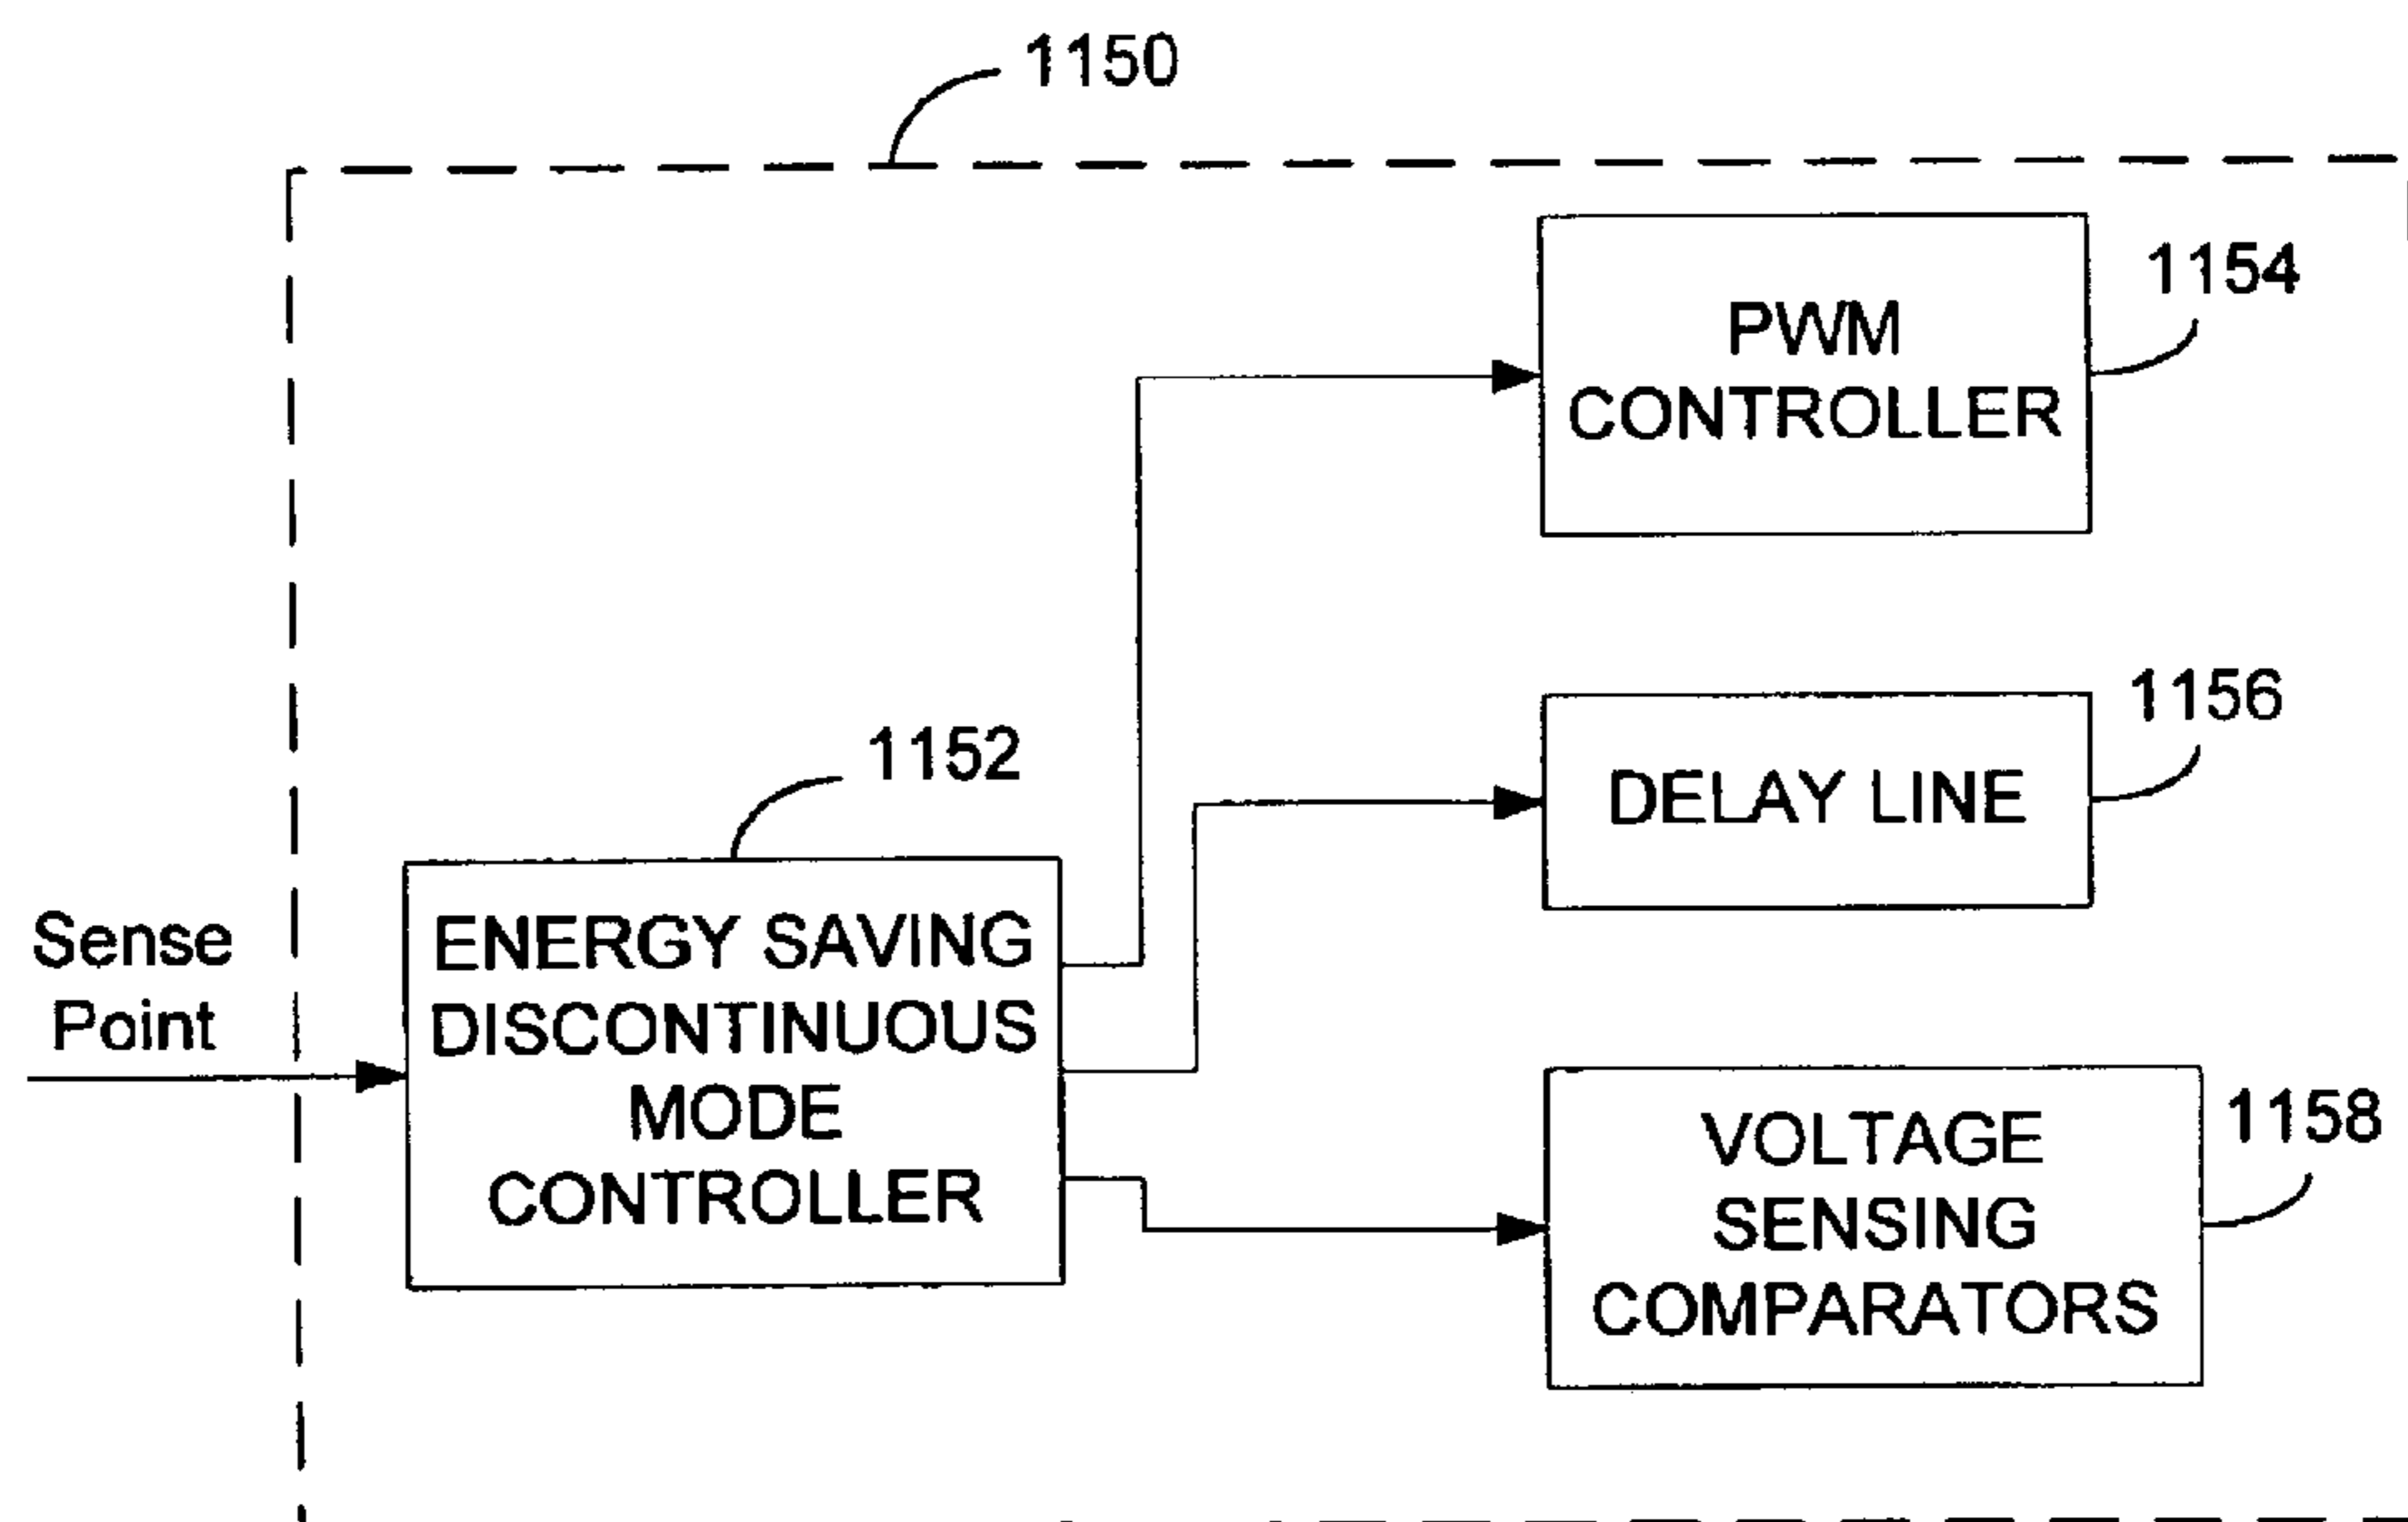 1150
PWM
CONTROLLER
1154
DELAY LINE
1156
1152
ENERGY SAVING
DISCONTINUOUS
MODE
CONTROLLER
Sense
Point
VOLTAGE
SENSING
COMPARATORS
1158